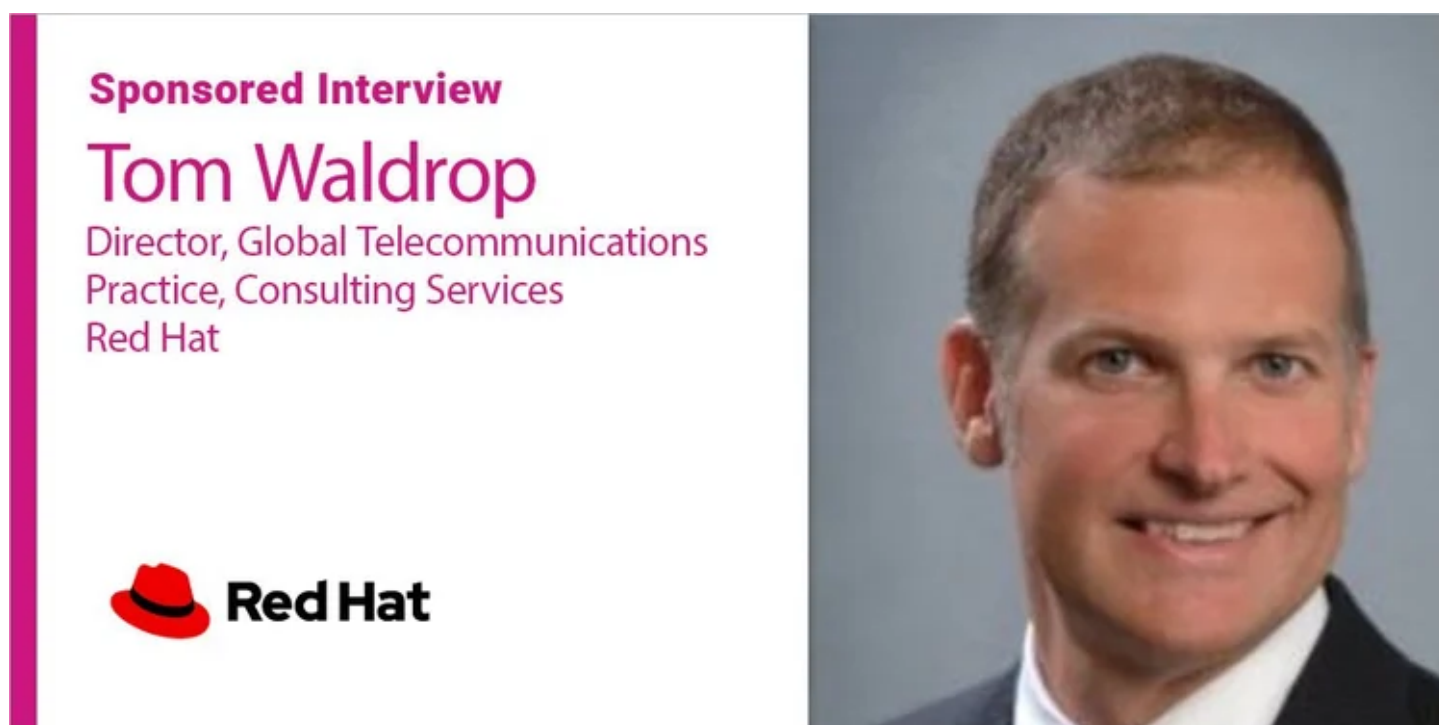 Sponsored Interview
Tom Waldrop
Director, Global Telecommunications
Practice, Consulting Services
Red Hat
Red Hat